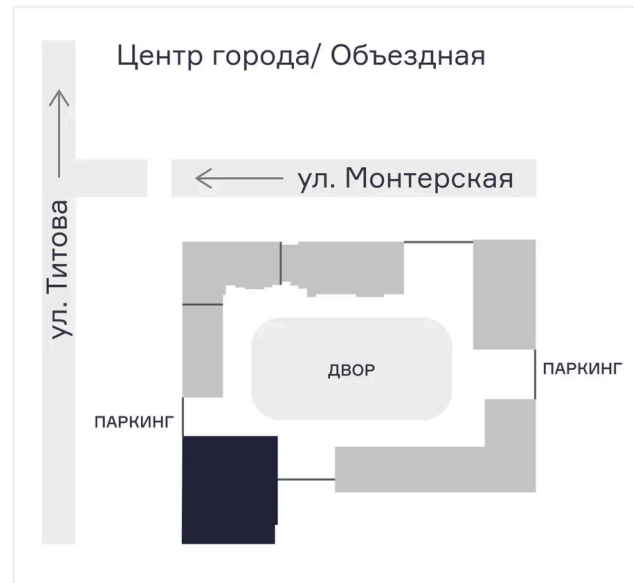 Центр города/ Объездная
ул. Монтерская
ул. Титова
ДВОР
ПАРКИНГ
ПАРКИНГ